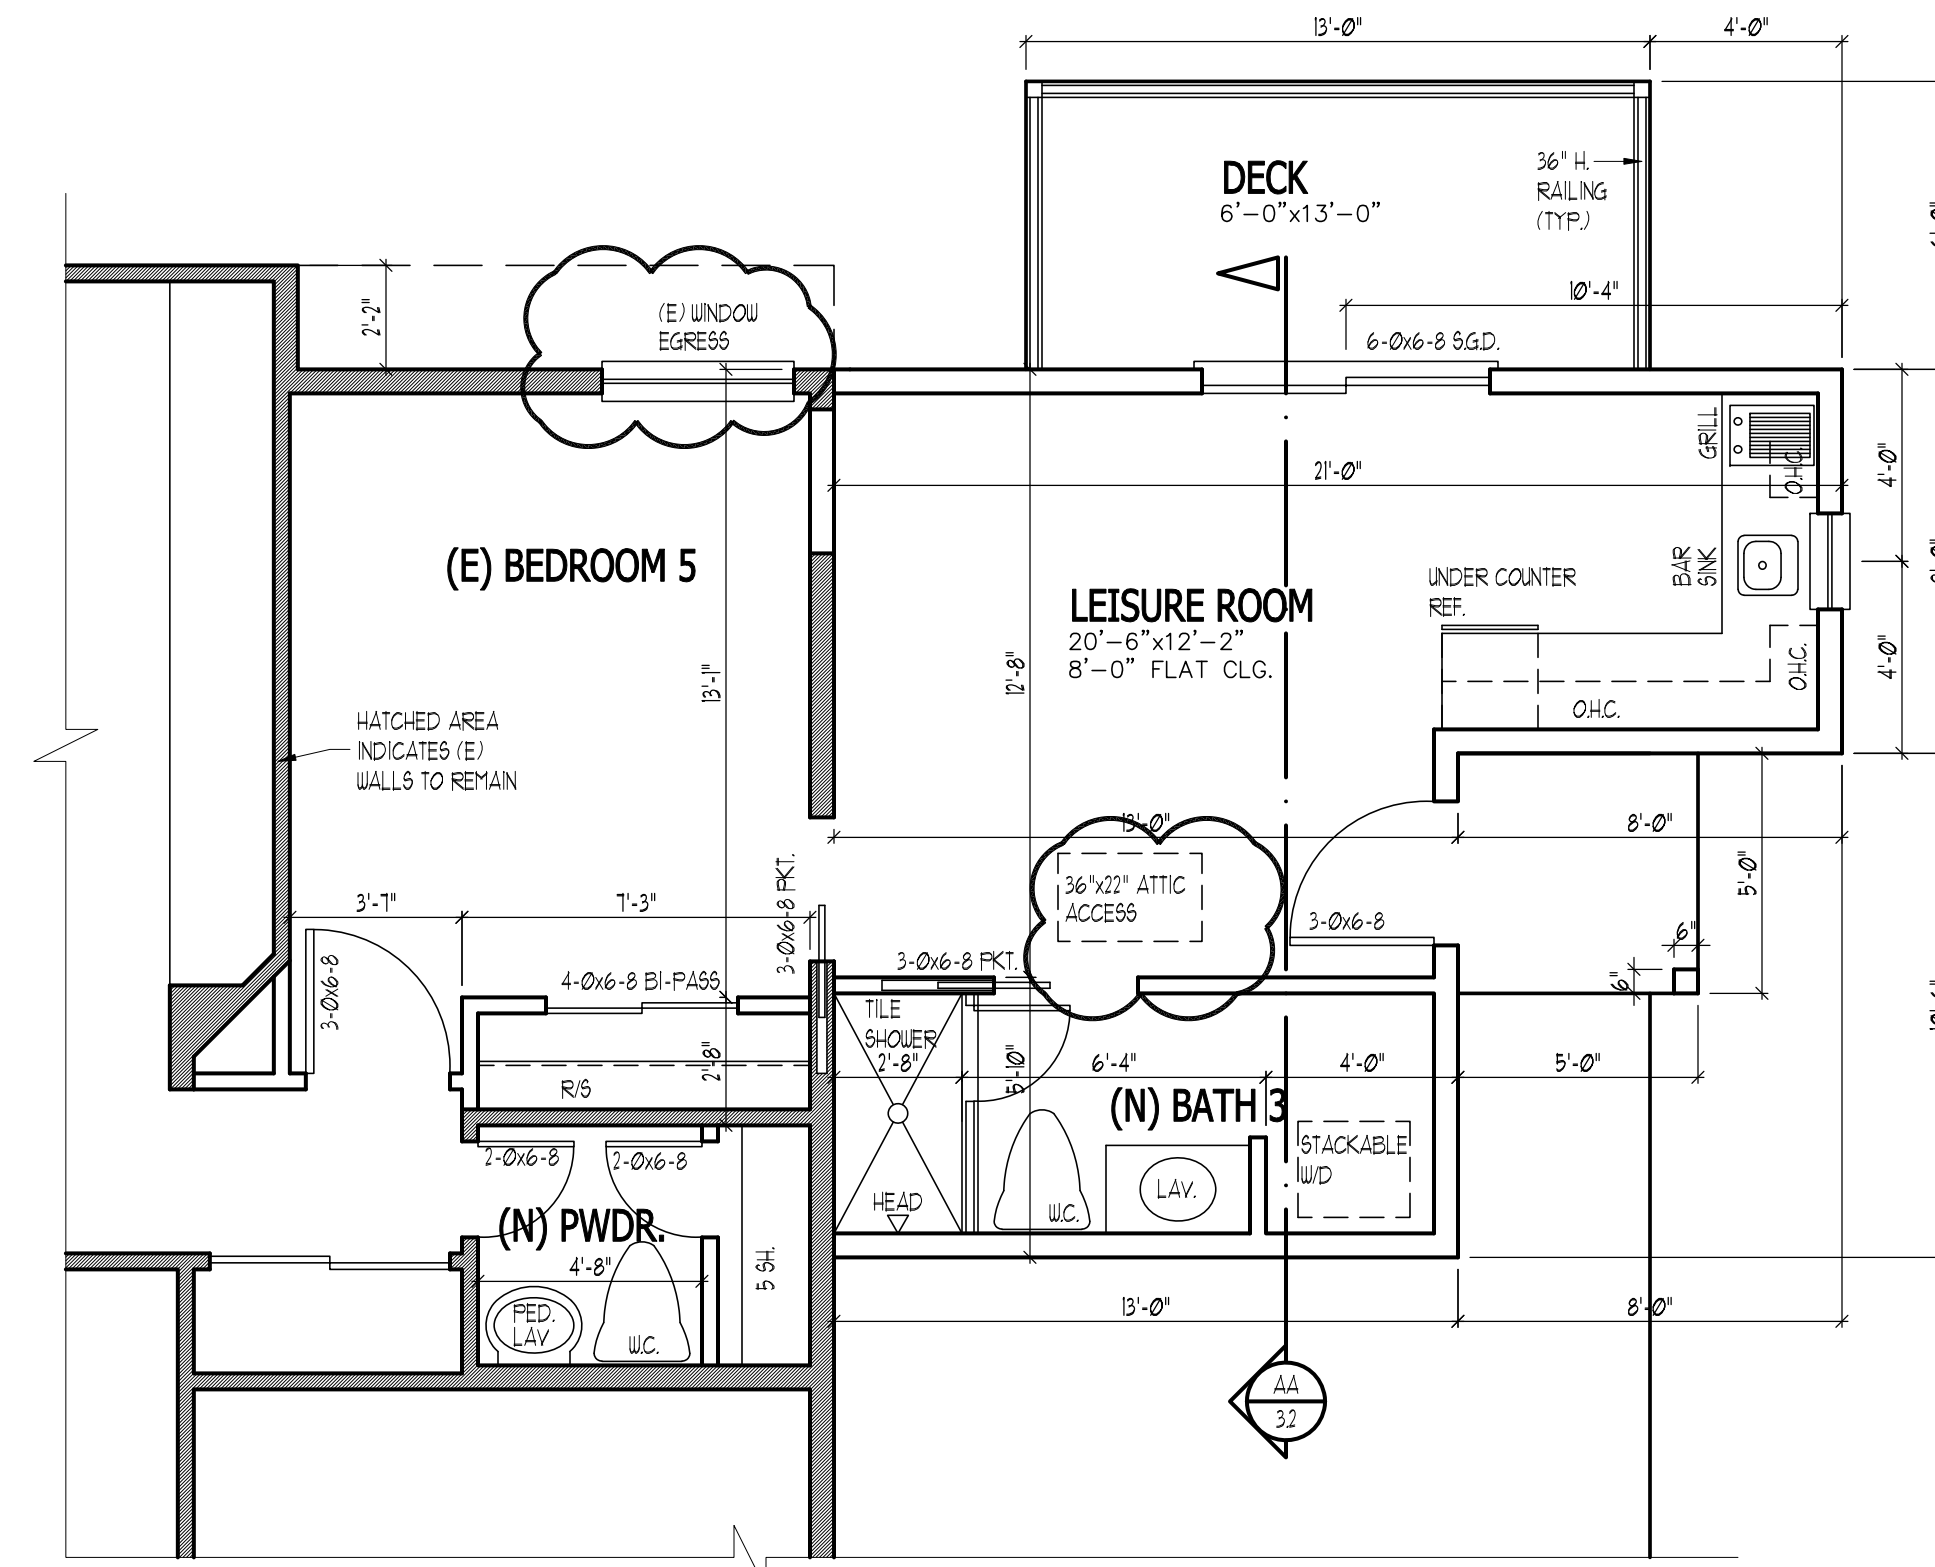 13'-0"
4'-0"
DECK
6'-0"x13'-0"
36" H.
RAILING
(TYP.)
10'-4"
6-0x6-8 S.G.D.
2'-2"
(E) WINDOW
EGRESS
GRILL
O.H.C.
4'-0"
21'-0"
(E) BEDROOM 5
BAR
SINK
UNDER COUNTER
REF.
LEISURE ROOM
20'-6"x12'-2"
8'-0" FLAT CLG.
12'-8"
13'-1"
O.H.C.
4'-0"
O.H.C.
HATCHED AREA
INDICATES (E)
WALLS TO REMAIN
13'-0"
8'-0"
5'-0"
36"x22" ATTIC
ACCESS
3'-7"
7'-3"
3-0x6-8 PKT.
3-0x6-8
6"
6"
3-0x6-8 PKT.
4-0x6-8 BI-PASS
3-0x6-8
TILE
SHOWER
2'-8"
2'-8"
5'-10"
6'-4"
4'-0"
5'-0"
R/S
(N) BATH 3
STACKABLE
W/D
2-0x6-8
2-0x6-8
HEAD
W.C.
LAV.
(N) PWDR.
4'-8"
5 SH.
PED.
LAV
W.C.
13'-0"
8'-0"
AA
3.2